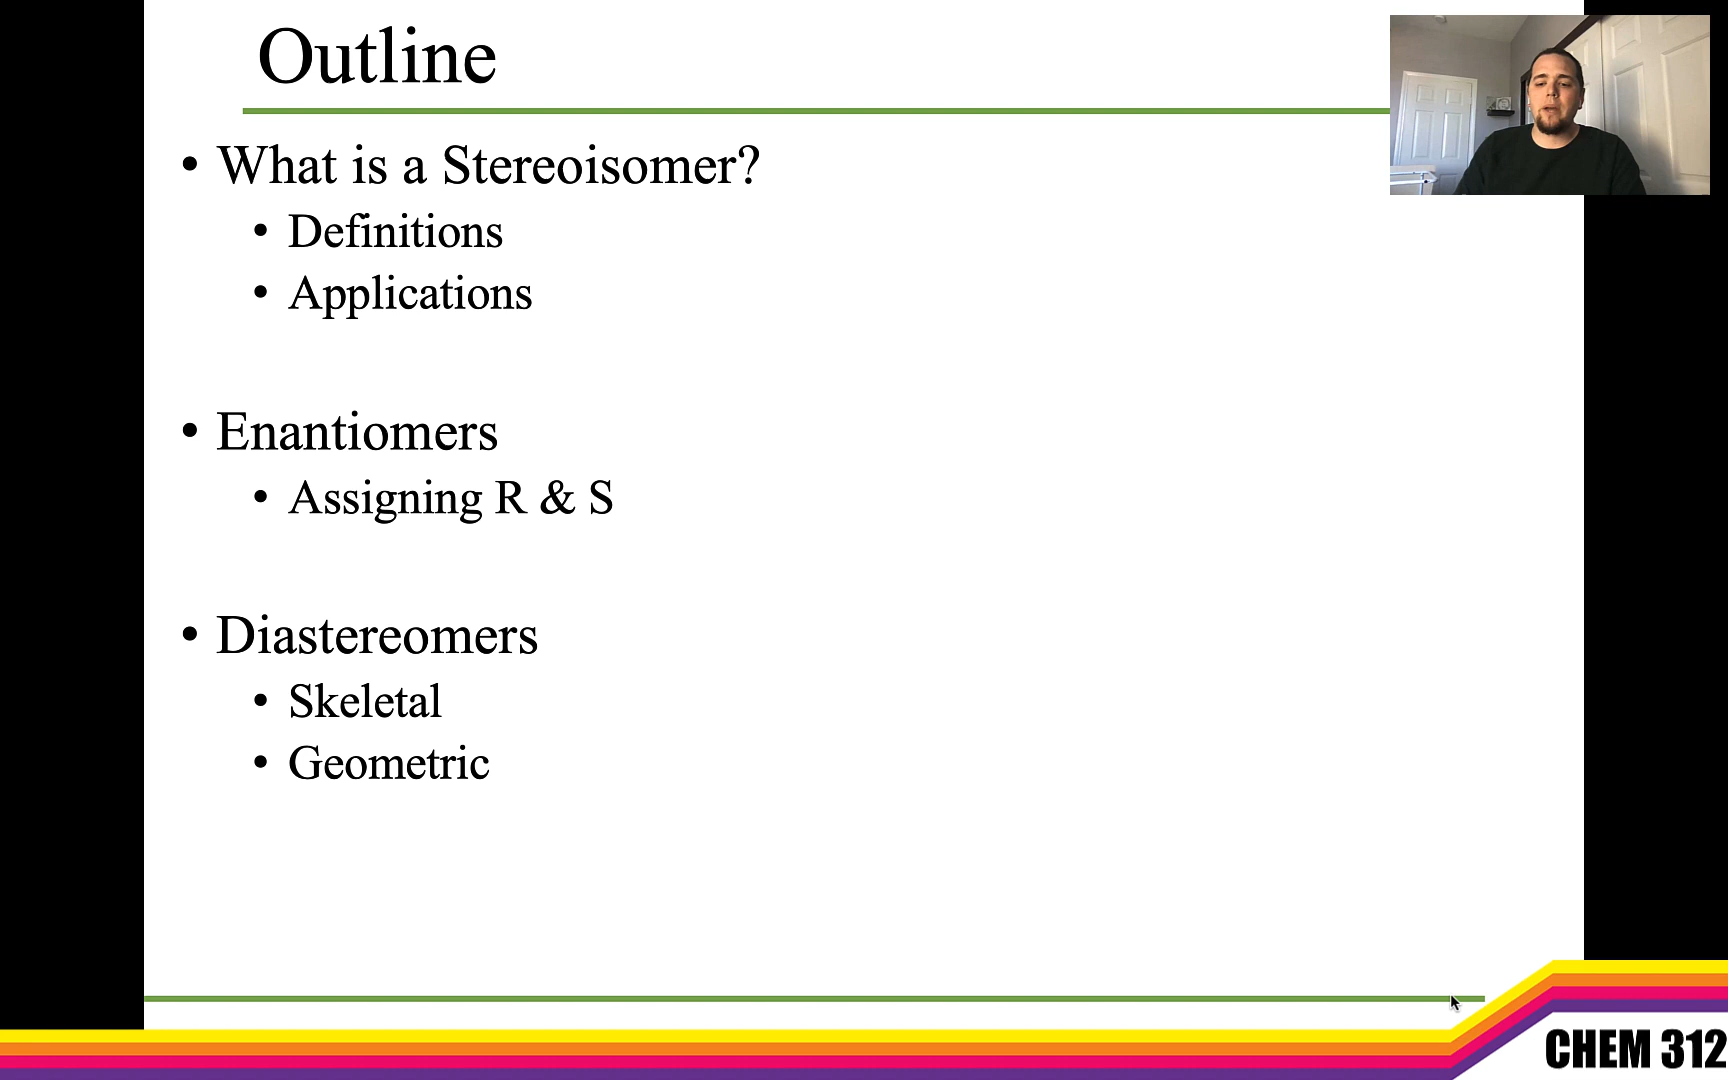 Outline
• What is a Stereoisomer?
• Definitions
• Applications
• Enantiomers
• Assigning R & S
• Diastereomers
• Skeletal
• Geometric
CHEM 312